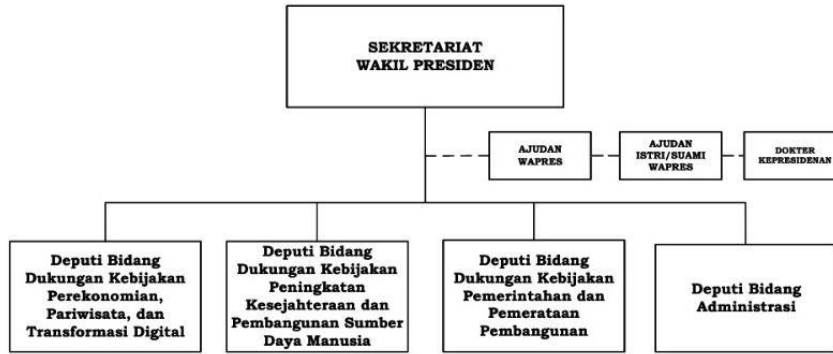 SEKRETARIAT
WAKIL PRESIDEN
AJUDAN
WAPRES
AJUDAN
ISTRI/SUAMI
WAPRES
DOKTER
KEPRESIDENAN
Deputi Bidang
Dukungan Kebijakan
Perekonomian,
Pariwisata, dan
Transformasi Digital
Deputi Bidang
Dukungan Kebijakan
Peningkatan
Kesejahteraan dan
Pembangunan Sumber
Daya Manusia
Deputi Bidang
Dukungan Kebijakan
Pemerintahan dan
Pemerataan
Pembangunan
Deputi Bidang
Administrasi